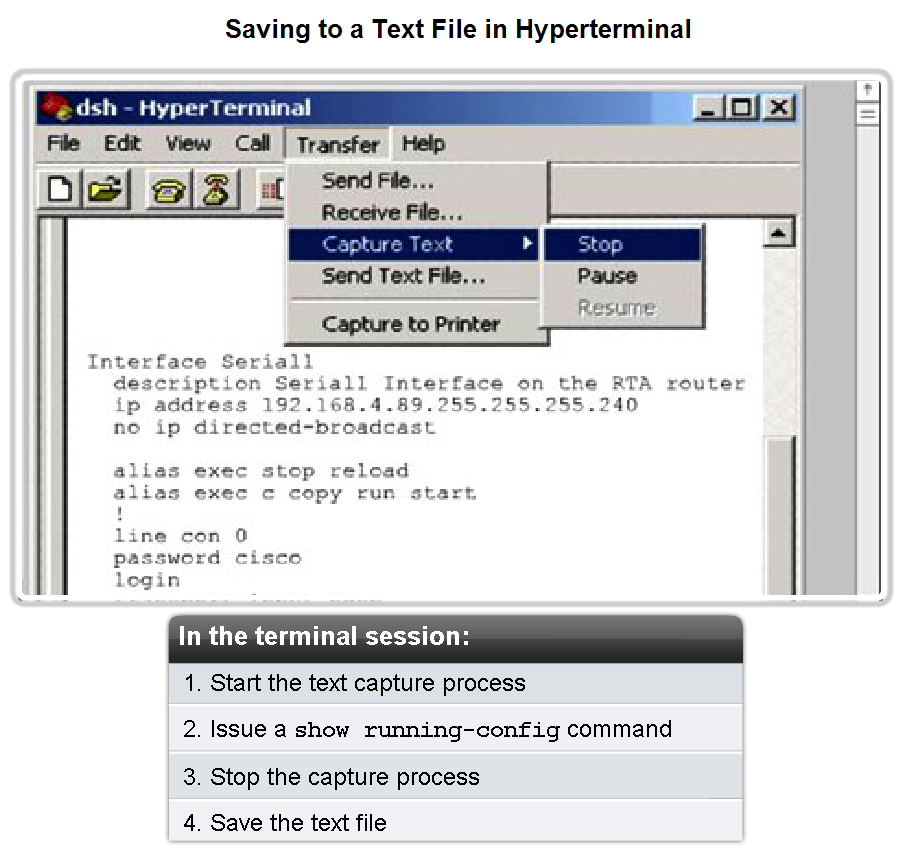 Saving to a Text File in Hyperterminal
dsh - HyperTerminal
File Edit View Call Transfer Help
Send File...
Receive File...
Capture Text
Stop
Send Text File...
Pause
Resume
Capture to Printer
Interface Serial1
description Serial1 Interface on the RTA router
ip address 192.168.4.89.255.255.255.240
no ip directed-broadcast
alias exec stop reload
alias exec c copy run start
!
line con 0
password cisco
login
In the terminal session:
1. Start the text capture process
2. Issue a show running-config command
3. Stop the capture process
4. Save the text file